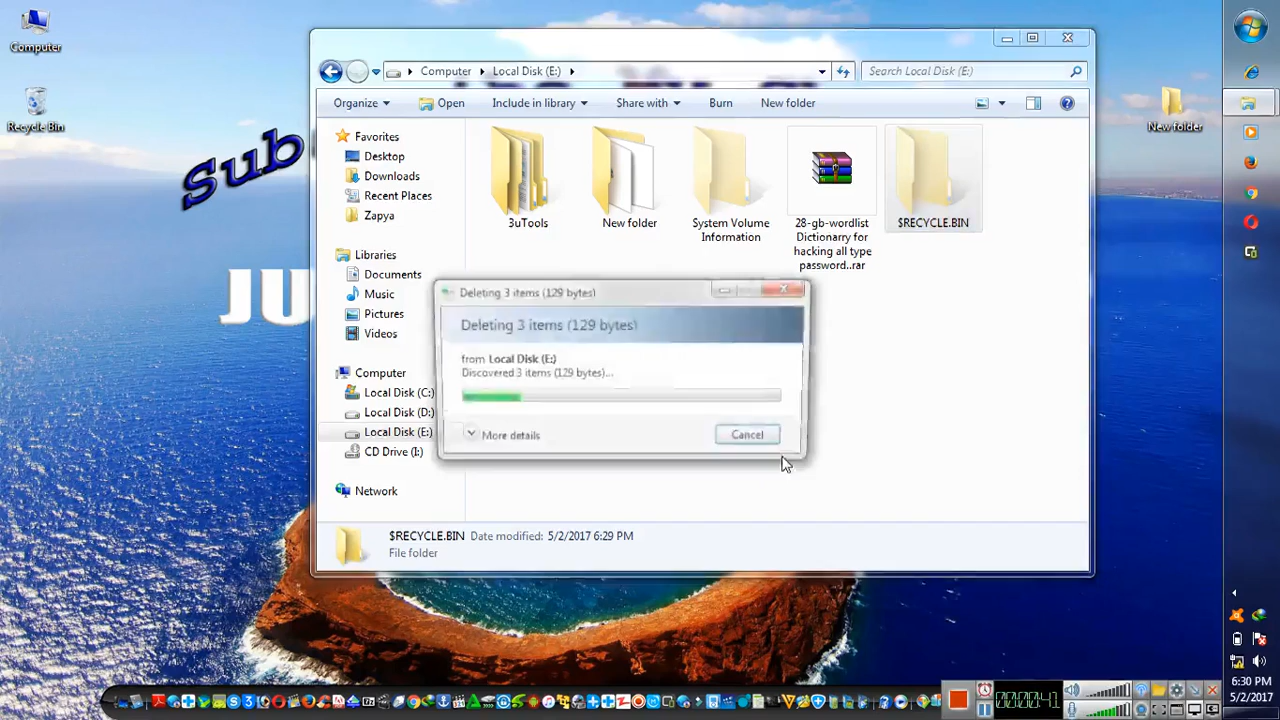 Computer
Recycle Bin
New folder
Sub
JU
Computer
Local Disk (E:)
Search Local Disk (E:)
Organize
Open
Include in library
Share with
Burn
New folder
Favorites
Desktop
Downloads
Recent Places
Zapya
Libraries
Documents
Music
Pictures
Videos
Computer
Local Disk (C:)
Local Disk (D:)
Local Disk (E:)
CD Drive (I:)
Network
3uTools
New folder
System Volume
Information
28-gb-wordlist
Dictionarry for
hacking all type
password..rar
$RECYCLE.BIN
Deleting 3 items (129 bytes)
Deleting 3 items (129 bytes)
from Local Disk (E:)
Discovered 3 items (129 bytes)...
More details
Cancel
$RECYCLE.BIN Date modified: 5/2/2017 6:29 PM
File folder
00:00:41
6:30 PM
5/2/2017